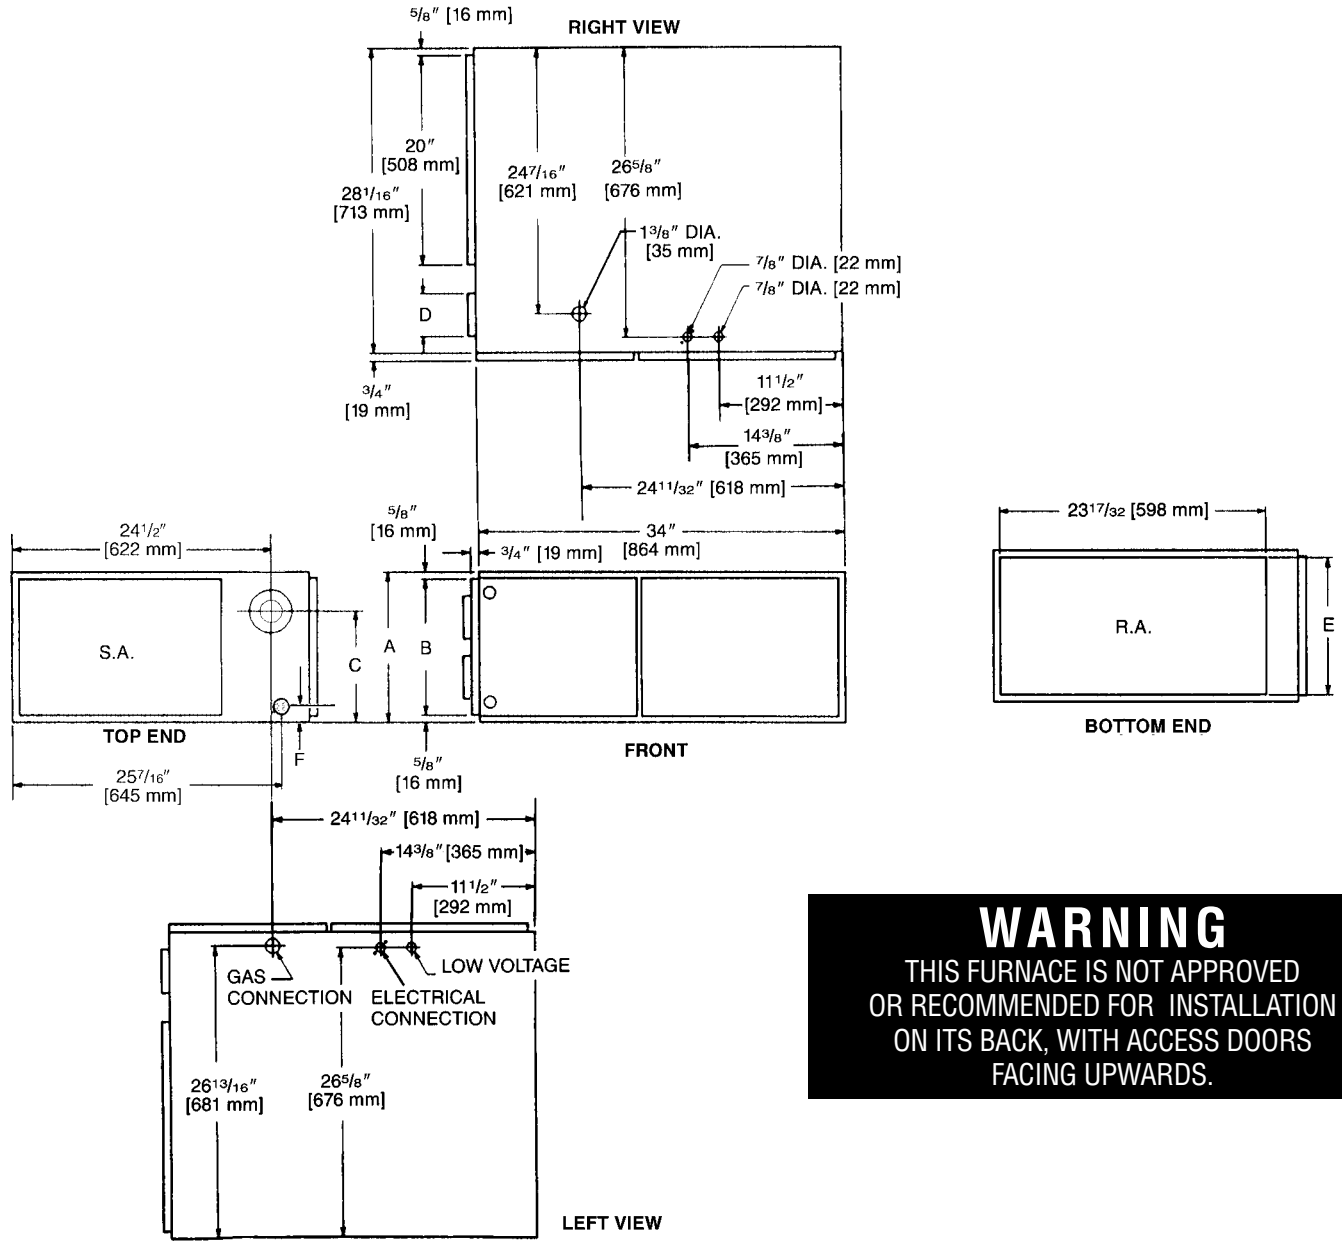 5/8" [16 mm]
RIGHT VIEW
20"
[508 mm]
28 1/16"
[713 mm]
24 7/16"
[621 mm]
26 5/8"
[676 mm]
1 3/8" DIA.
[35 mm]
7/8" DIA. [22 mm]
7/8" DIA. [22 mm]
D
3/4"
[19 mm]
11 1/2"
[292 mm]
14 3/8"
[365 mm]
24 11/32" [618 mm]
24 1/2"
[622 mm]
5/8"
[16 mm]
34"
[864 mm]
3/4" [19 mm]
23 17/32 [598 mm]
S.A.
C
A
B
R.A.
E
F
TOP END
FRONT
BOTTOM END
25 7/16"
[645 mm]
5/8"
[16 mm]
24 11/32" [618 mm]
14 3/8" [365 mm]
11 1/2"
[292 mm]
GAS
CONNECTION
ELECTRICAL
CONNECTION
LOW VOLTAGE
26 13/16"
[681 mm]
26 5/8"
[676 mm]
LEFT VIEW
WARNING
THIS FURNACE IS NOT APPROVED
OR RECOMMENDED FOR INSTALLATION
ON ITS BACK, WITH ACCESS DOORS
FACING UPWARDS.